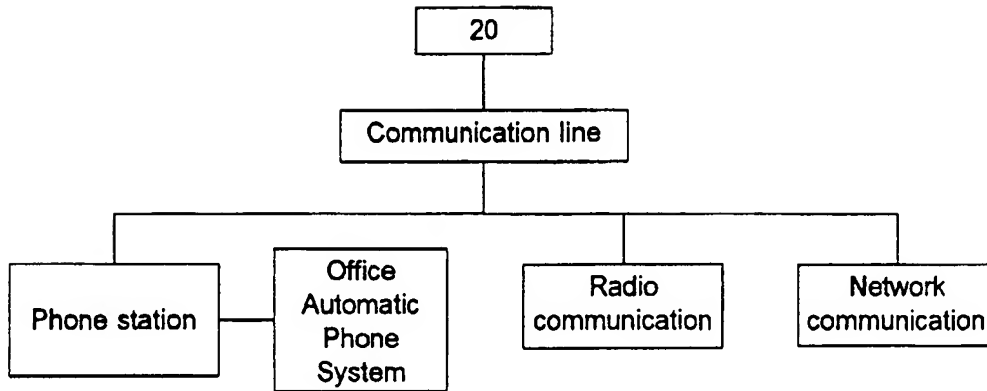 20
Communication line
Phone station
Office
Automatic
Phone
System
Radio
communication
Network
communication